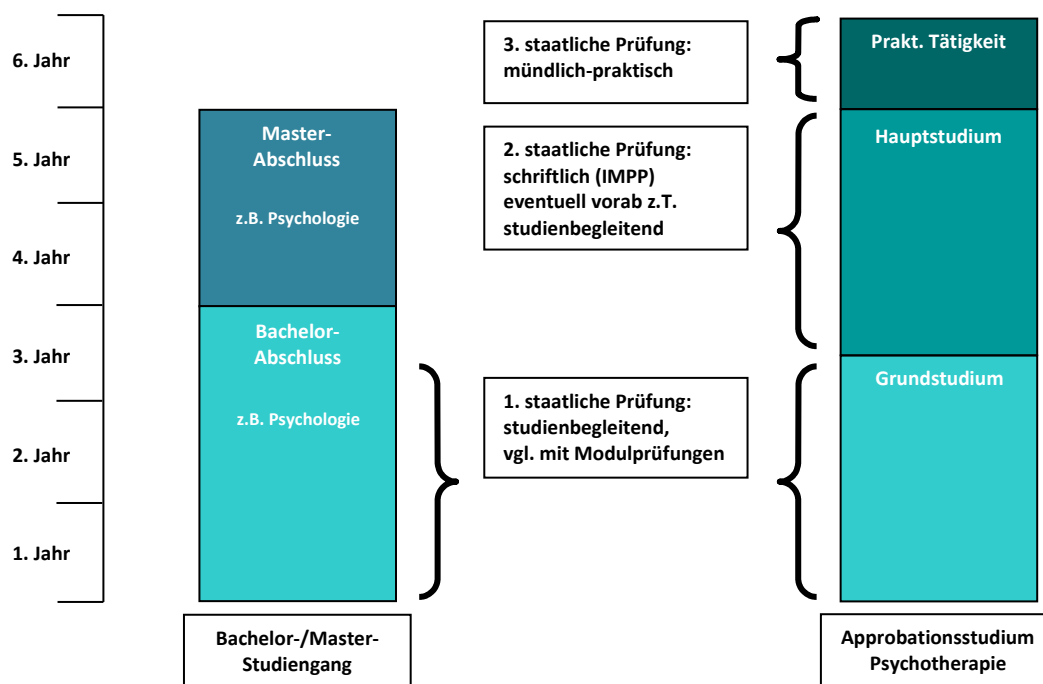 6. Jahr
5. Jahr
4. Jahr
3. Jahr
2. Jahr
1. Jahr
Master-
Abschluss
z.B. Psychologie
Bachelor-
Abschluss
z.B. Psychologie
Bachelor-/Master-
Studiengang
3. staatliche Prüfung:
mündlich-praktisch
2. staatliche Prüfung:
schriftlich (IMPP)
eventuell vorab z.T.
studienbegleitend
1. staatliche Prüfung:
studienbegleitend,
vgl. mit Modulprüfungen
Prakt. Tätigkeit
Hauptstudium
Grundstudium
Approbationsstudium
Psychotherapie